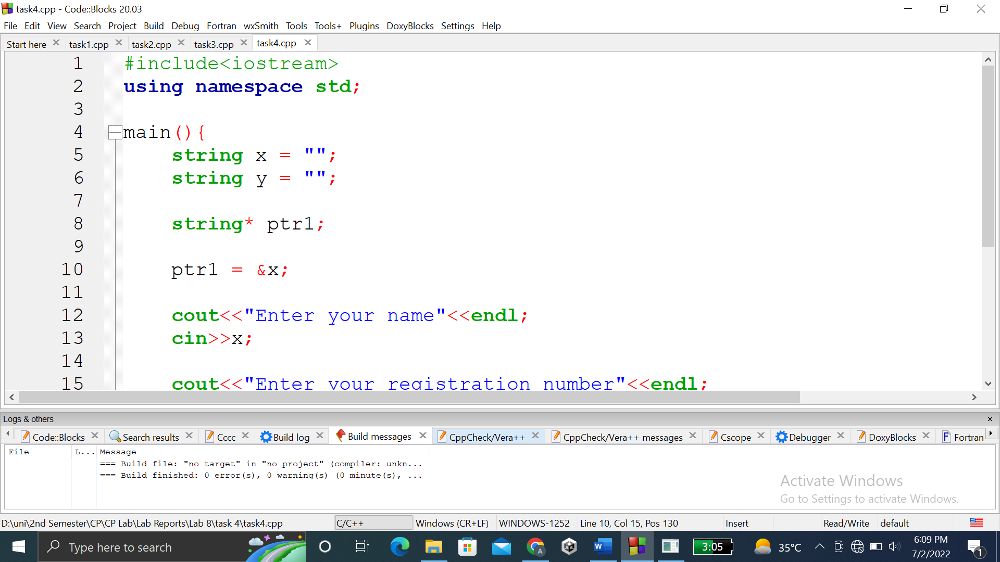 task4.cpp - Code::Blocks 20.03
File Edit View Search Project Build Debug Fortran wxSmith Tools Tools+ Plugins DoxyBlocks Settings Help
Start here task1.cpp task2.cpp task3.cpp task4.cpp
1 #include<iostream>
2 using namespace std;
3
4 main(){
5 string x = "";
6 string y = "";
7
8 string* ptr1;
9
10 ptr1 = &x;
11
12 cout<<"Enter your name"<<endl;
13 cin>>x;
14
15 cout<<"Enter your registration number"<<endl;
Logs & others
Code::Blocks Search results Cccc Build log Build messages CppCheck/Vera++ CppCheck/Vera++ messages Cscope Debugger DoxyBlocks Fortran
File L... Message
=== Build file: "no target" in "no project" (compiler: unkn...
=== Build finished: 0 error(s), 0 warning(s) (0 minute(s), ...
Activate Windows
Go to Settings to activate Windows.
D:\uni\2nd Semester\CP\CP Lab\Lab Reports\Lab 8\task 4\task4.cpp C/C++ Windows (CR+LF) WINDOWS-1252 Line 10, Col 15, Pos 130 Insert Read/Write default
Type here to search 3:05 35°C 6:09 PM
7/2/2022 1